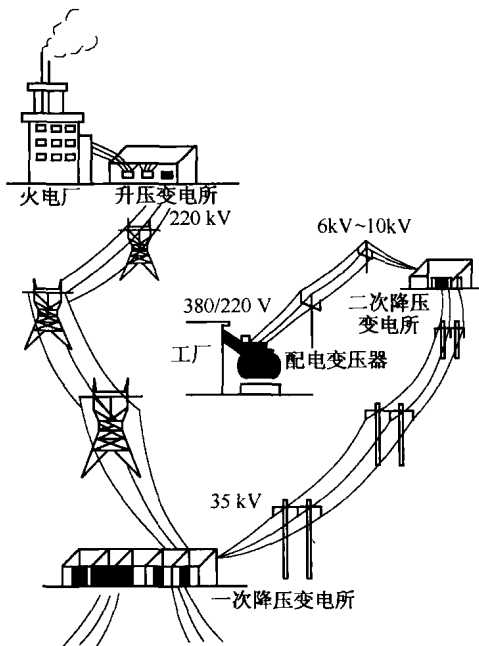 火电厂
升压变电所
220 kV
6kV~10kV
二次降压
变电所
380/220 V
工厂
配电变压器
35 kV
一次降压变电所